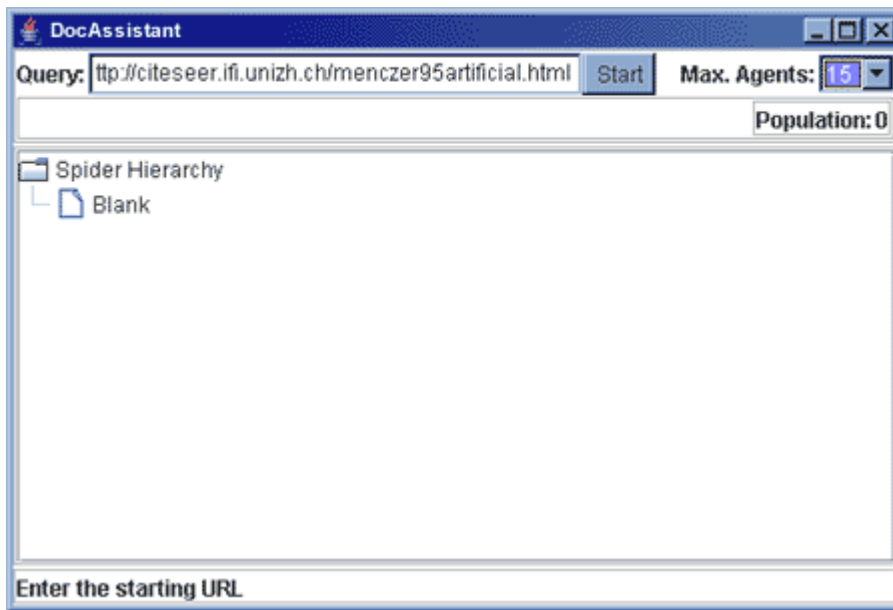 DocAssistant
Query: ttp://citeseer.ifi.unizh.ch/menczer95artificial.html Start Max. Agents: 15
Population: 0
Spider Hierarchy
Blank
Enter the starting URL